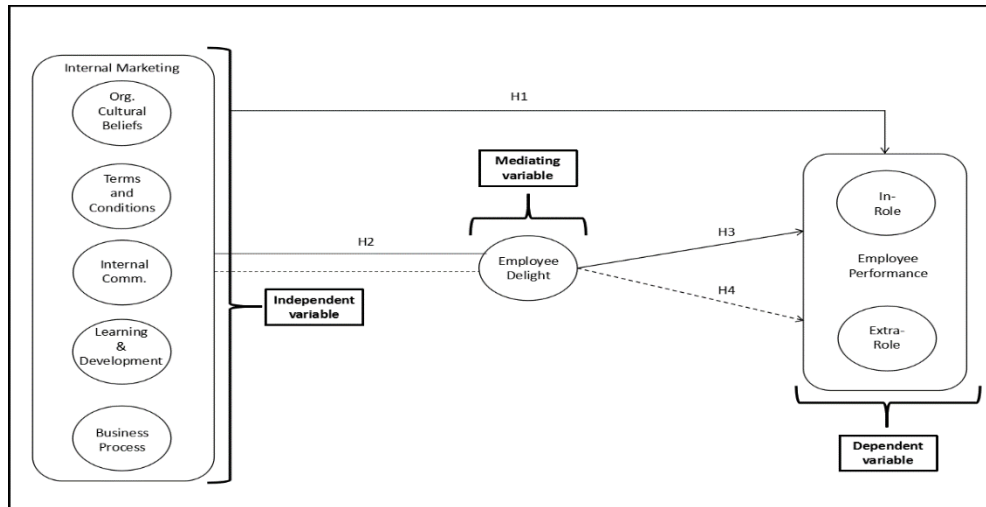 Internal Marketing
Org.
Cultural
Beliefs
Terms
and
Conditions
Internal
Comm.
Learning
&
Development
Business
Process
Independent
variable
H1
H2
Mediating
variable
Employee
Delight
H3
H4
In-
Role
Employee
Performance
Extra-
Role
Dependent
variable